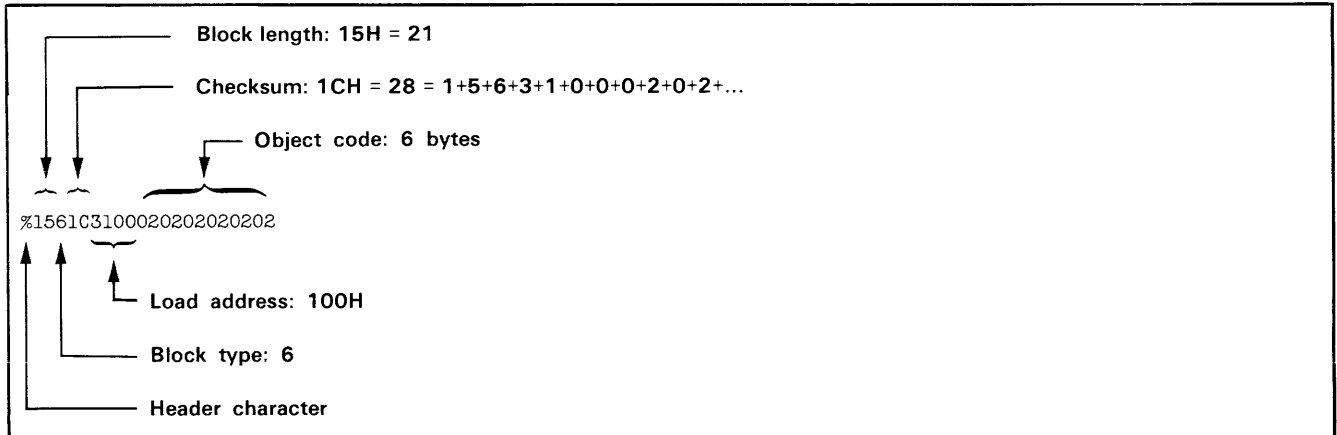 Block length: 15H = 21
Checksum: 1CH = 28 = 1+5+6+3+1+0+0+0+2+0+2+...
Object code: 6 bytes
%1561C3100020202020202
Load address: 100H
Block type: 6
Header character